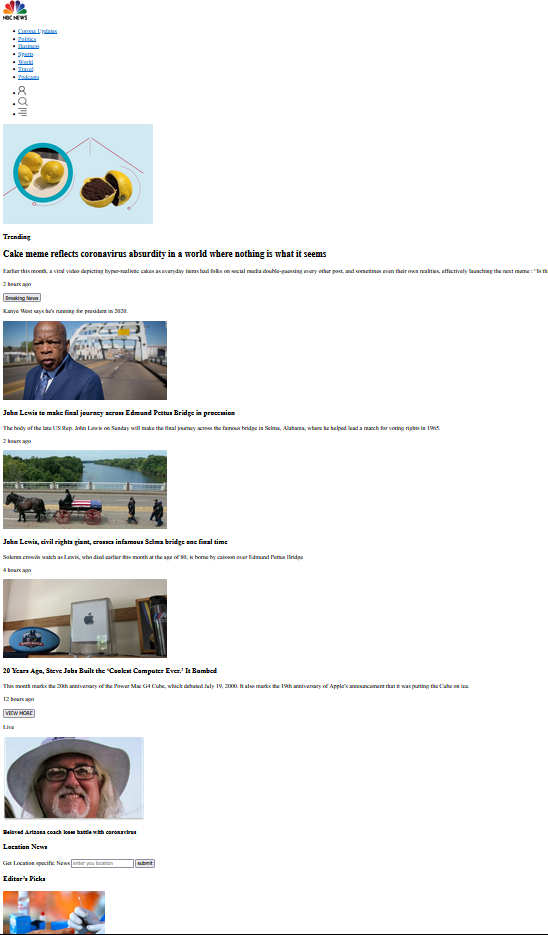 NBC NEWS
Corona Updates
Politics
Business
Sports
World
Travel
Podcasts
Trending
Cake meme reflects coronavirus absurdity in a world where nothing is what it seems
Earlier this month, a viral video depicting hyper-realistic cakes as everyday items had folks on social media double-guessing every other post, and sometimes even their own realities, effectively launching the next meme : "Is th
2 hours ago
Breaking News
Kanye West says he's running for president in 2020.
John Lewis to make final journey across Edmund Pettus Bridge in procession
The body of the late US Rep. John Lewis on Sunday will make the final journey across the famous bridge in Selma, Alabama, where he helped lead a march for voting rights in 1965.
2 hours ago
John Lewis, civil rights giant, crosses infamous Selma bridge one final time
Solemn crowds watch as Lewis, who died earlier this month at the age of 80, is borne by caisson over Edmund Pettus Bridge
4 hours ago
20 Years Ago, Steve Jobs Built the 'Coolest Computer Ever.' It Bombed
This month marks the 20th anniversary of the Power Mac G4 Cube, which debuted July 19, 2000. It also marks the 19th anniversary of Apple's announcement that it was putting the Cube on ice.
12 hours ago
VIEW MORE
Live
Beloved Arizona coach loses battle with coronavirus
Location News
Get Location specific News enter you location submit
Editor's Picks